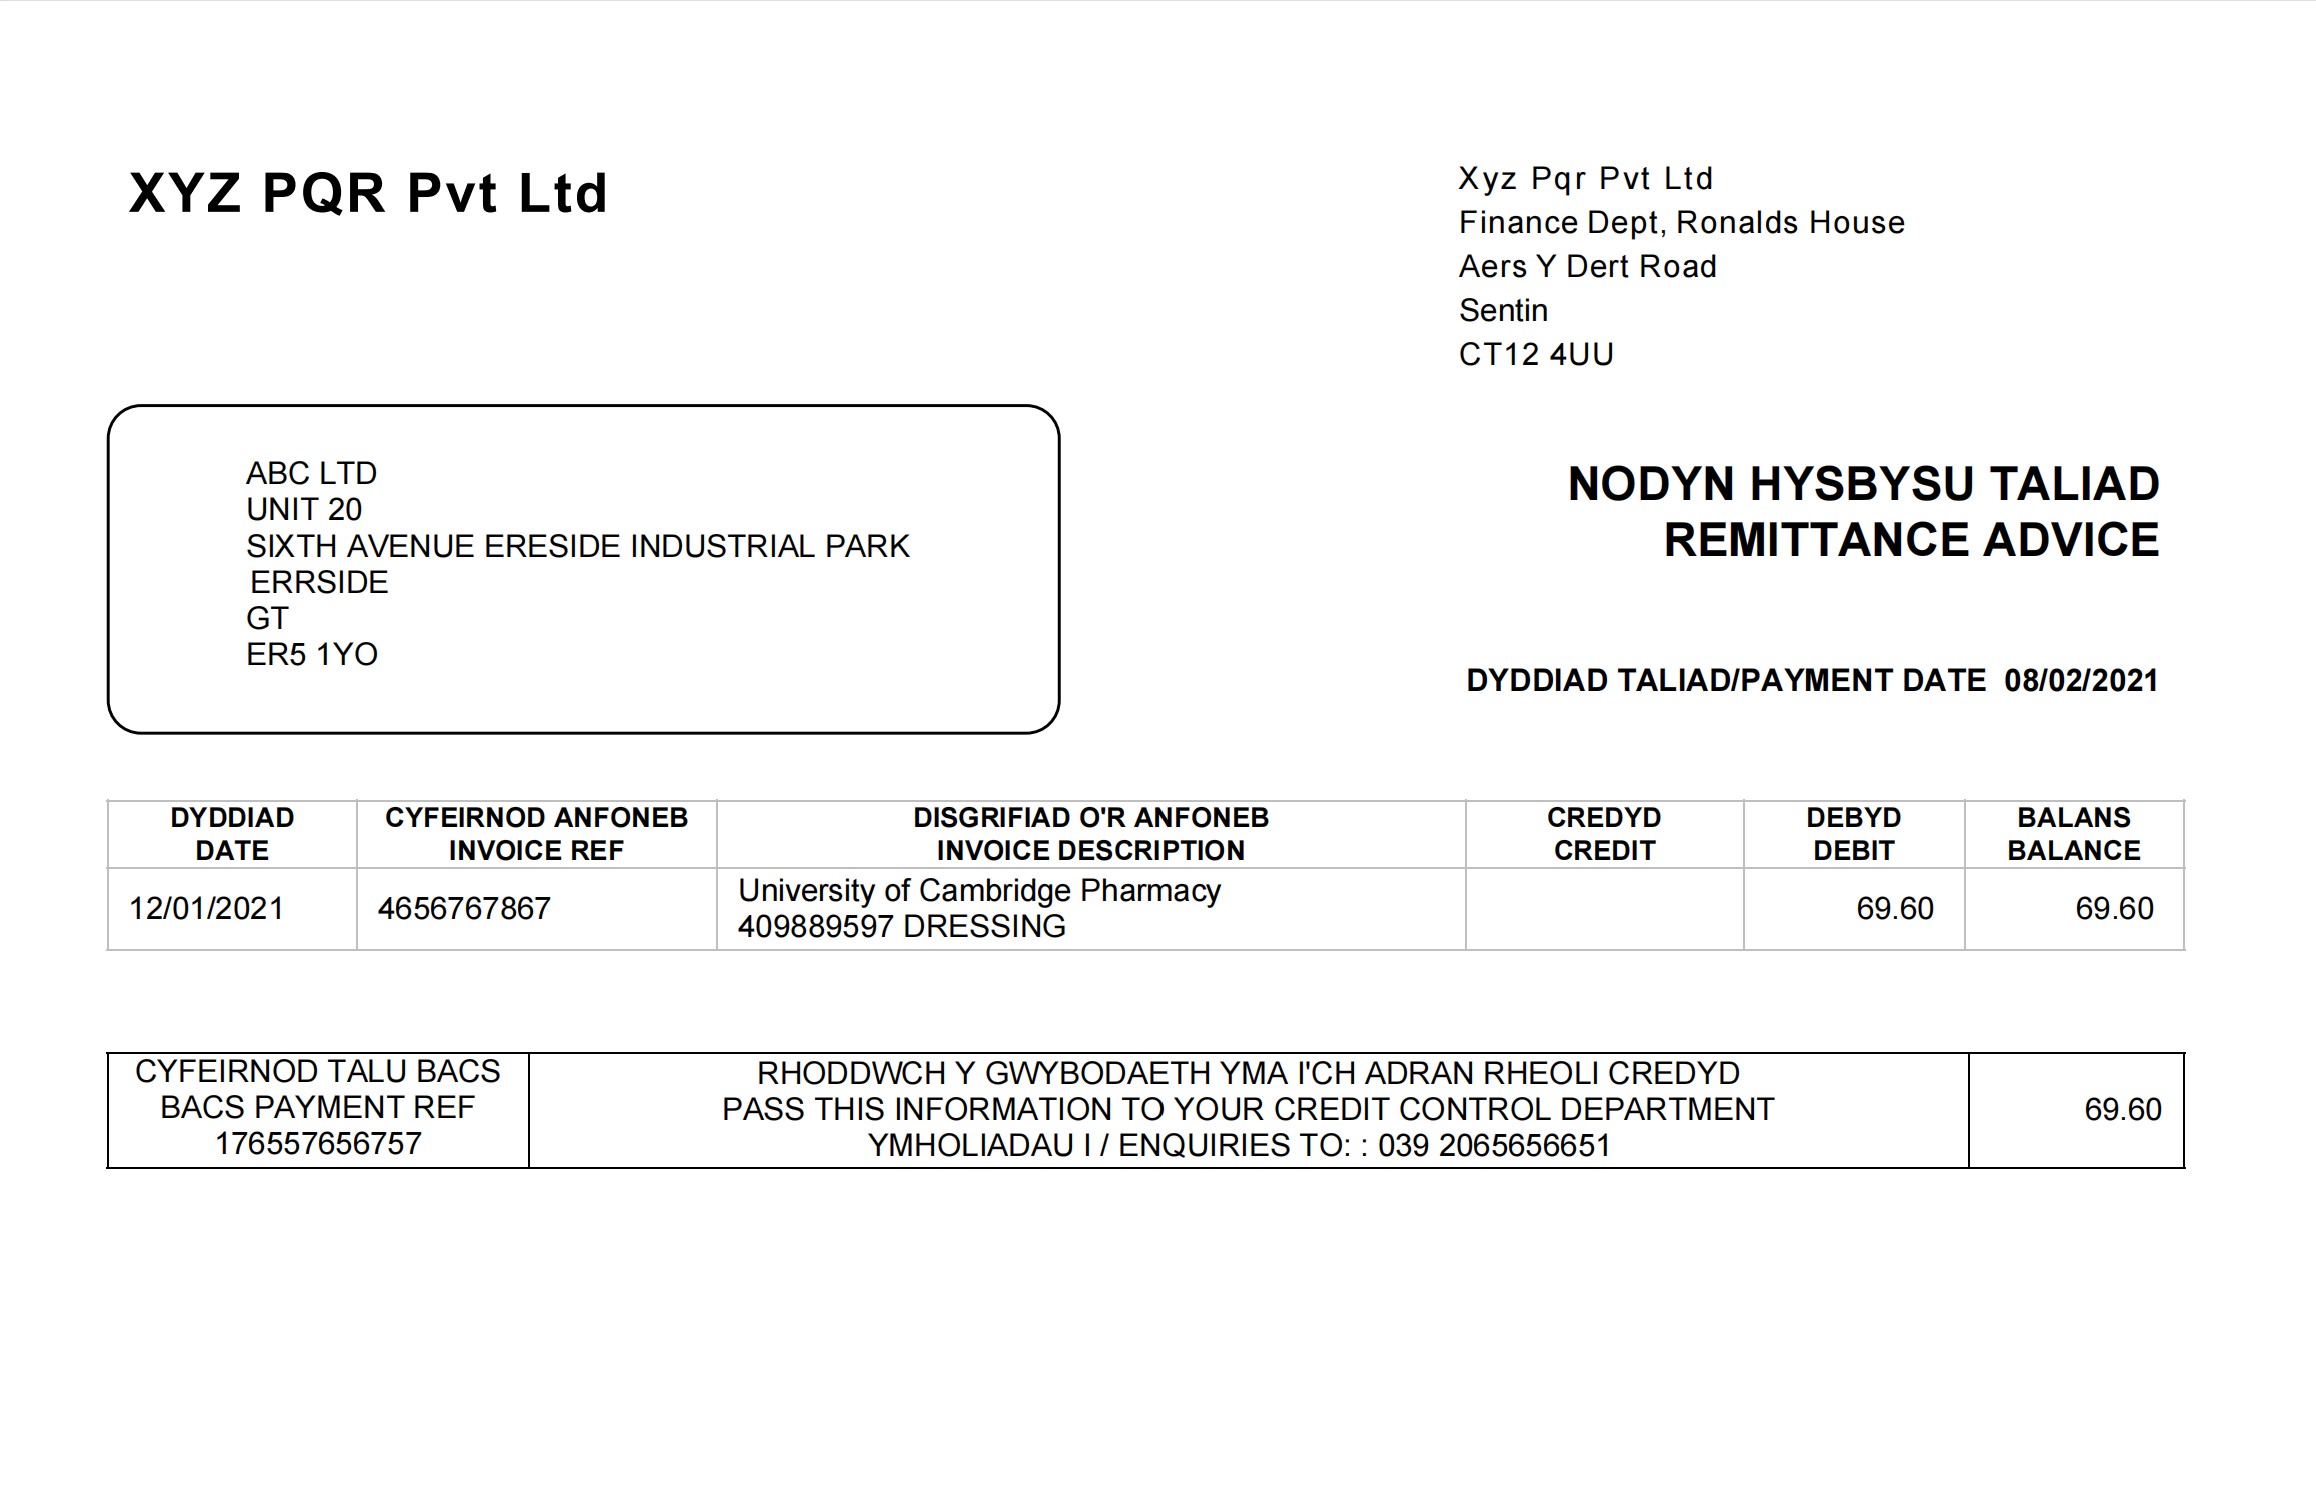 XYZ PQR Pvt Ltd
Xyz Pqr Pvt Ltd
Finance Dept, Ronalds House
Aers Y Dert Road
Sentin
CT12 4UU
ABC LTD
UNIT 20
SIXTH AVENUE ERESIDE INDUSTRIAL PARK
ERRSIDE
GT
ER5 1YO
NODYN HYSBYSU TALIAD
REMITTANCE ADVICE
DYDDIAD TALIAD/PAYMENT DATE 08/02/2021
DYDDIAD CYFEIRNOD ANFONEB DISGRIFIAD O'R ANFONEB CREDYD DEBYD BALANS
DATE INVOICE REF INVOICE DESCRIPTION CREDIT DEBIT BALANCE
12/01/2021 4656767867 University of Cambridge Pharmacy
409889597 DRESSING 69.60 69.60
CYFEIRNOD TALU BACS
BACS PAYMENT REF
176557656757
RHODDWCH Y GWYBODAETH YMA I'CH ADRAN RHEOLI CREDYD
PASS THIS INFORMATION TO YOUR CREDIT CONTROL DEPARTMENT
YMHOLIADAU I / ENQUIRIES TO: : 039 2065656651
69.60